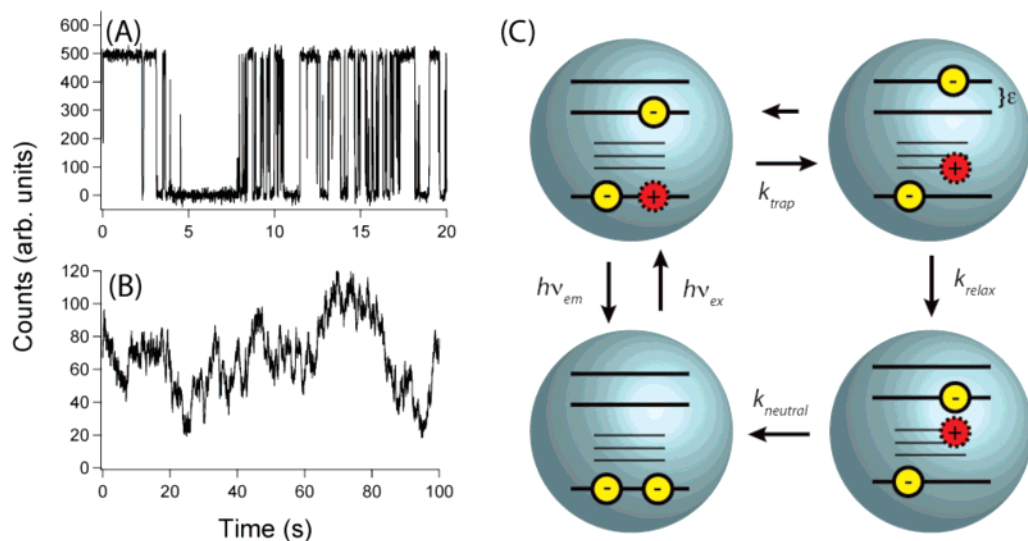 (A)
600
500
400
300
200
100
0
0 5 10 15 20
Counts (arb. units)
(B)
120
100
80
60
40
20
0
0 20 40 60 80 100
Time (s)
(C)
-
- +
k_trap
-
}ε
+
-
hν_em
hν_ex
k_relax
- -
k_neutral
-
+
-